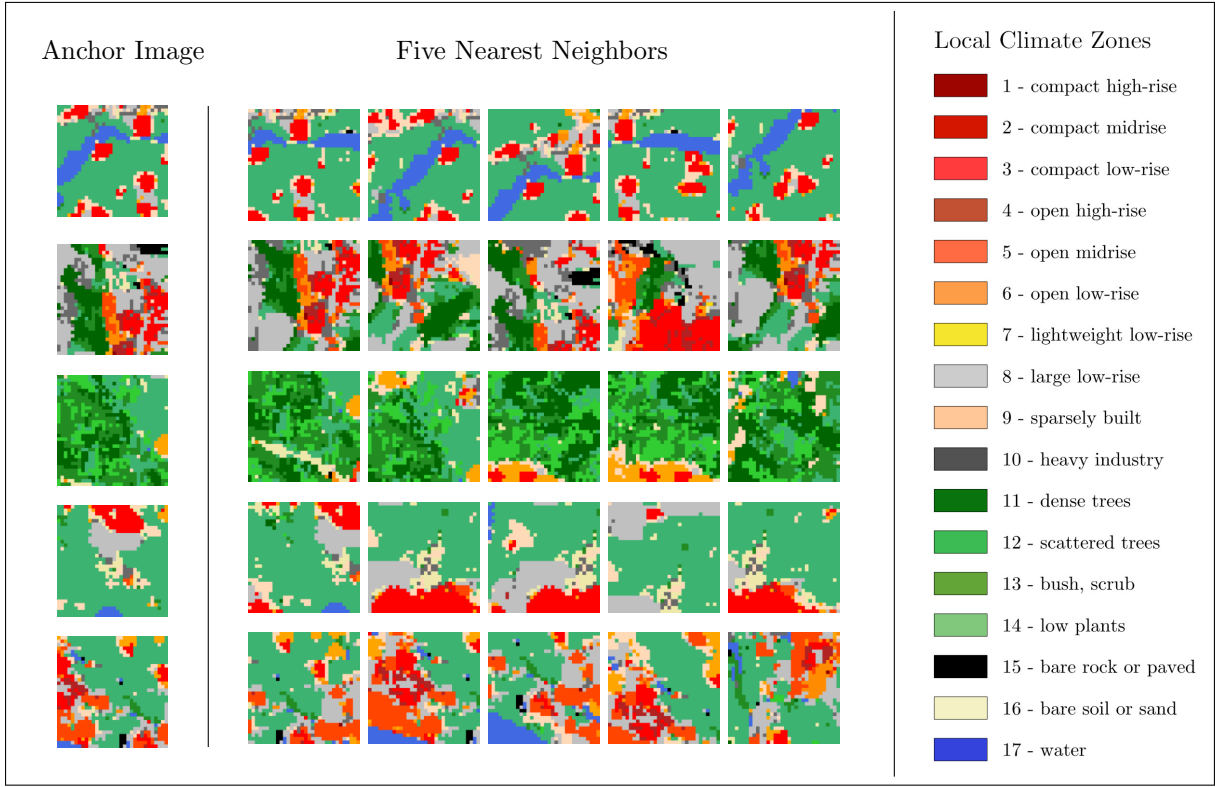 Anchor Image
Five Nearest Neighbors
Local Climate Zones
1 - compact high-rise
2 - compact midrise
3 - compact low-rise
4 - open high-rise
5 - open midrise
6 - open low-rise
7 - lightweight low-rise
8 - large low-rise
9 - sparsely built
10 - heavy industry
11 - dense trees
12 - scattered trees
13 - bush, scrub
14 - low plants
15 - bare rock or paved
16 - bare soil or sand
17 - water